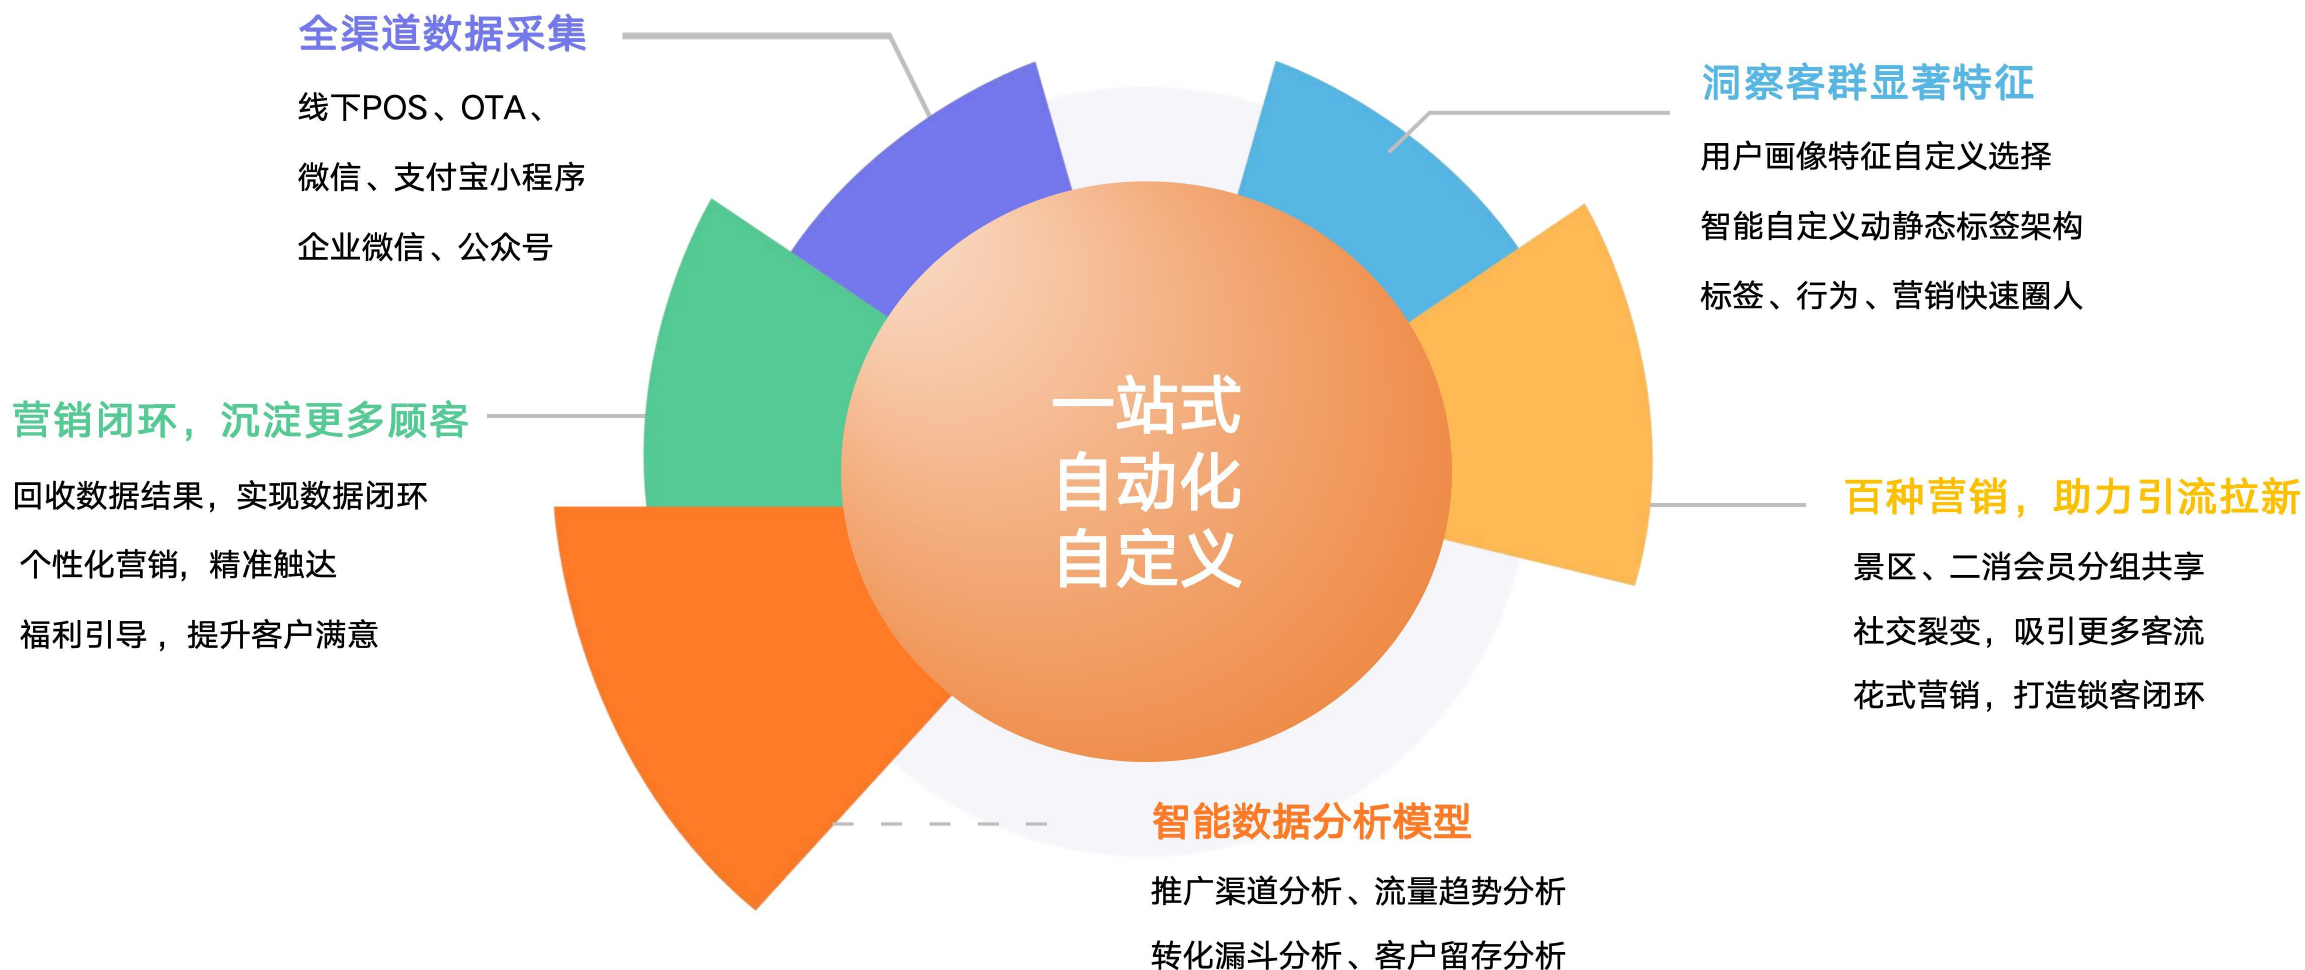 全渠道数据采集
线下POS、OTA、
微信、支付宝小程序
企业微信、公众号
洞察客群显著特征
用户画像特征自定义选择
智能自定义动静态标签架构
标签、行为、营销快速圈人
营销闭环，沉淀更多顾客
回收数据结果，实现数据闭环
个性化营销，精准触达
福利引导，提升客户满意
一站式
自动化
自定义
百种营销，助力引流拉新
景区、二消会员分组共享
社交裂变，吸引更多客流
花式营销，打造锁客闭环
智能数据分析模型
推广渠道分析、流量趋势分析
转化漏斗分析、客户留存分析